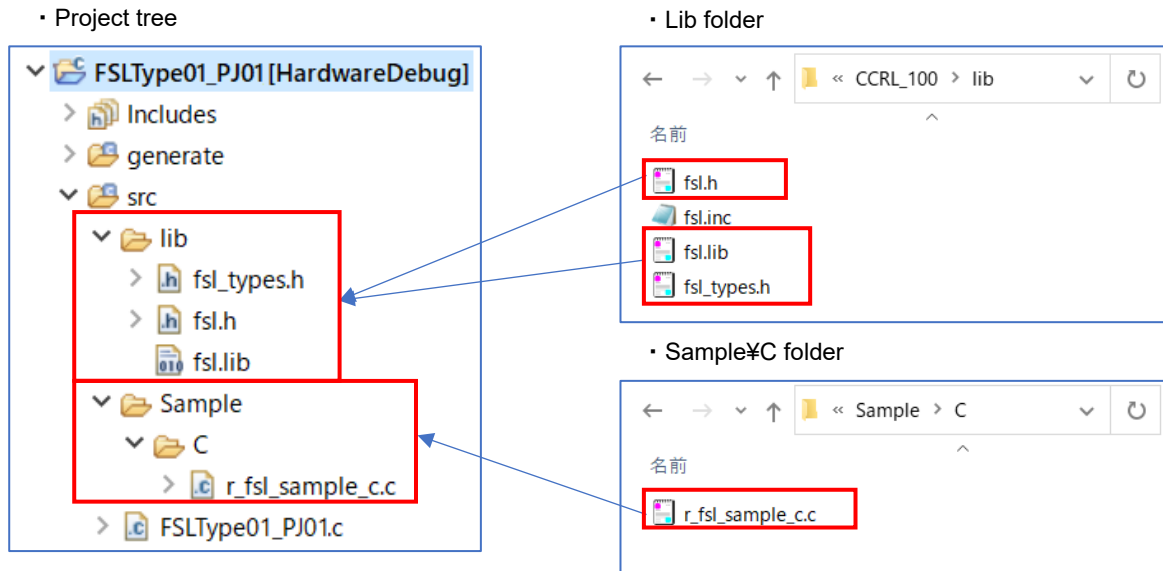 ・Project tree
FSLType01_PJ01 [HardwareDebug]
Includes
generate
src
lib
fsl_types.h
fsl.h
fsl.lib
Sample
C
r_fsl_sample_c.c
FSLType01_PJ01.c
・Lib folder
« CCRL_100 > lib
名前
fsl.h
fsl.inc
fsl.lib
fsl_types.h
・Sample¥C folder
« Sample > C
名前
r_fsl_sample_c.c